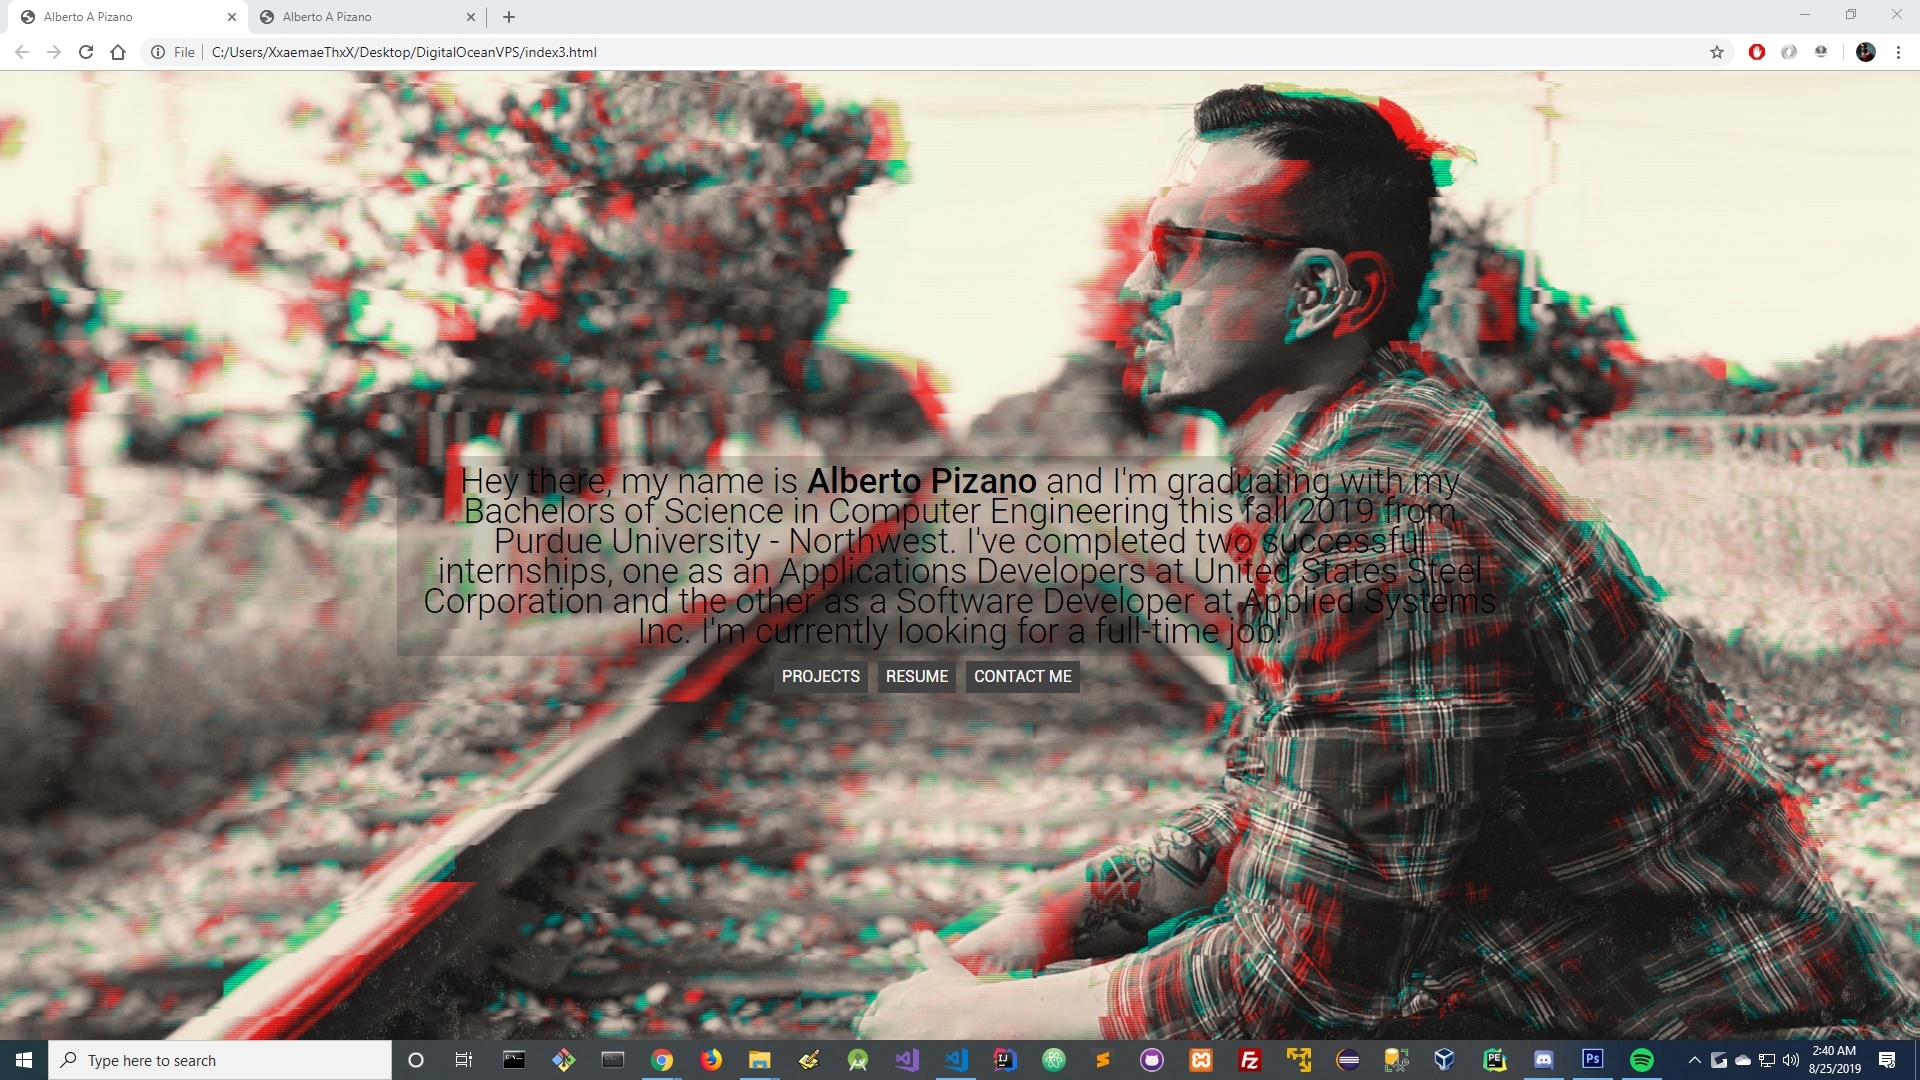 Alberto A Pizano
Alberto A Pizano
File
C:/Users/XxaemaeThxX/Desktop/DigitalOceanVPS/index3.html
Hey there, my name is Alberto Pizano and I'm graduating with my
Bachelors of Science in Computer Engineering this fall 2019 from
Purdue University - Northwest. I've completed two successful
internships, one as an Applications Developers at United States Steel
Corporation and the other as a Software Developer at Applied Systems
Inc. I'm currently looking for a full-time job!
PROJECTS RESUME CONTACT ME
Type here to search
2:40 AM
8/25/2019